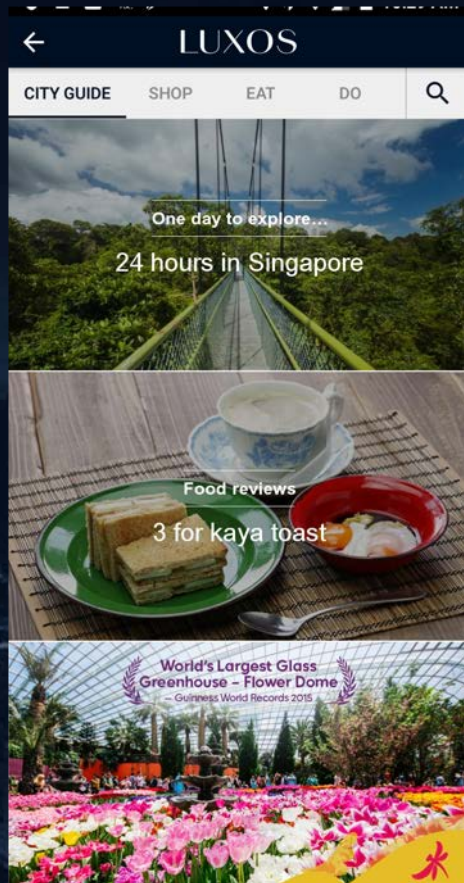 LUXOS
CITY GUIDE SHOP EAT DO
One day to explore...
24 hours in Singapore
Food reviews
3 for kaya toast
World's Largest Glass
Greenhouse – Flower Dome
– Guinness World Records 2015